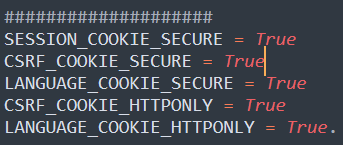 ####################
SESSION_COOKIE_SECURE = True
CSRF_COOKIE_SECURE = True
LANGUAGE_COOKIE_SECURE = True
CSRF_COOKIE_HTTPONLY = True
LANGUAGE_COOKIE_HTTPONLY = True.